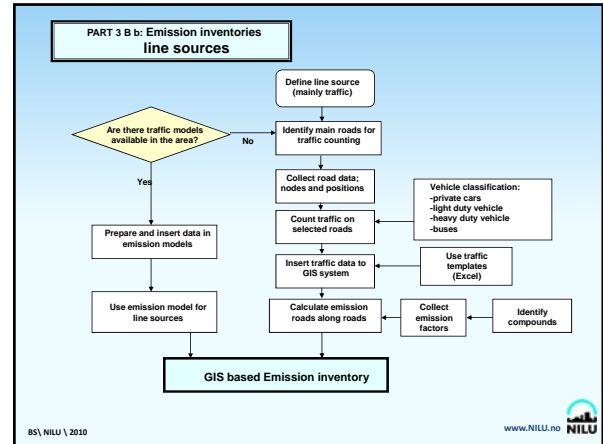 PART 3 B b: Emission inventories
line sources
Define line source
(mainly traffic)
Are there traffic models
available in the area?
No
Identify main roads for
traffic counting
Yes
Collect road data;
nodes and positions
Vehicle classification:
-private cars
-light duty vehicle
-heavy duty vehicle
-buses
Count traffic on
selected roads
Prepare and insert data in
emission models
Insert traffic data to
GIS system
Use traffic
templates
(Excel)
Use emission model for
line sources
Calculate emission
roads along roads
Collect
emission
factors
Identify
compounds
GIS based Emission inventory
BS\ NILU \ 2010
www.NILU.no
NILU